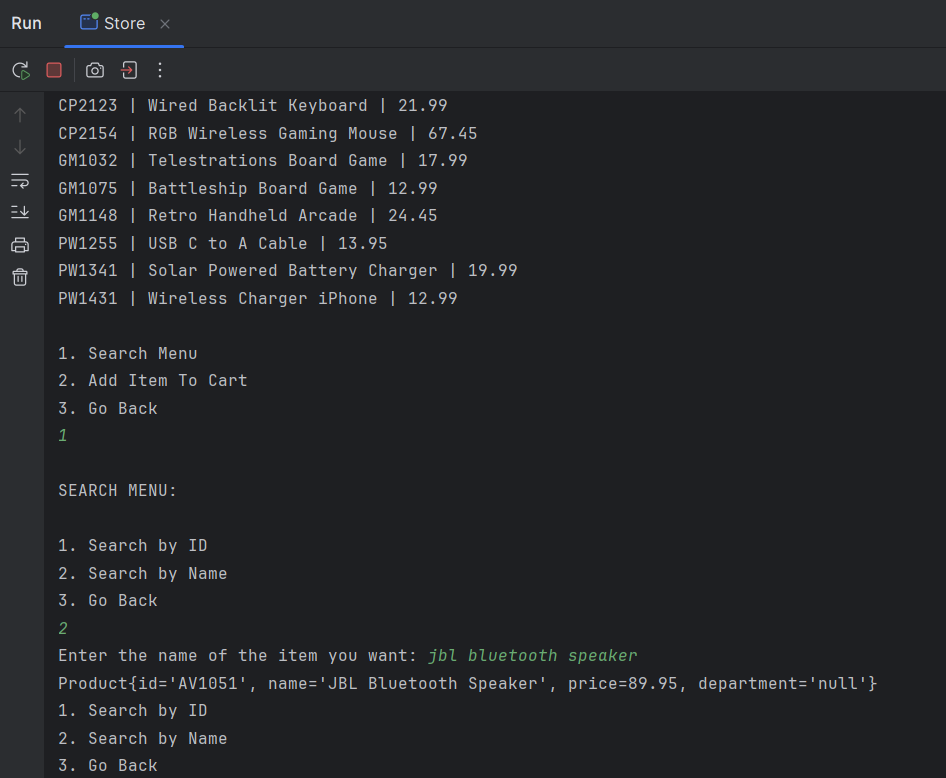 Run
Store
CP2123 | Wired Backlit Keyboard | 21.99
CP2154 | RGB Wireless Gaming Mouse | 67.45
GM1032 | Telestrations Board Game | 17.99
GM1075 | Battleship Board Game | 12.99
GM1148 | Retro Handheld Arcade | 24.45
PW1255 | USB C to A Cable | 13.95
PW1341 | Solar Powered Battery Charger | 19.99
PW1431 | Wireless Charger iPhone | 12.99
1. Search Menu
2. Add Item To Cart
3. Go Back
1
SEARCH MENU:
1. Search by ID
2. Search by Name
3. Go Back
2
Enter the name of the item you want: jbl bluetooth speaker
Product{id='AV1051', name='JBL Bluetooth Speaker', price=89.95, department='null'}
1. Search by ID
2. Search by Name
3. Go Back